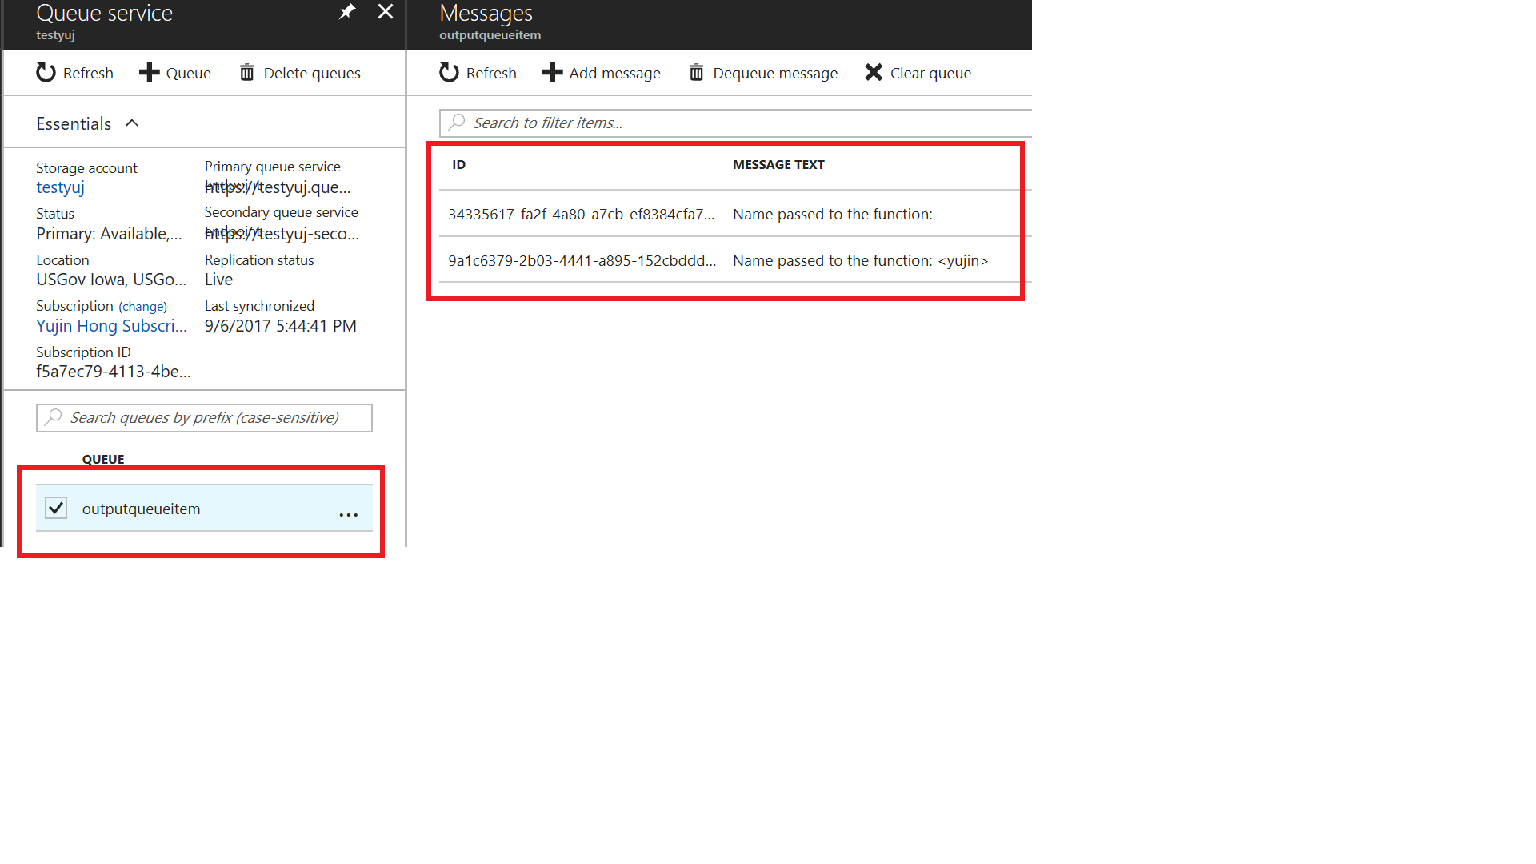 Queue service
testyuj
Refresh
Queue
Delete queues
Essentials
Storage account
testyuj
Status
Primary: Available,...
Location
USGov Iowa, USGo...
Subscription (change)
Yujin Hong Subscri...
Subscription ID
f5a7ec79-4113-4be...
Primary queue service
https://testyuj.que...
Secondary queue service
https://testyuj-seco...
Replication status
Live
Last synchronized
9/6/2017 5:44:41 PM
Search queues by prefix (case-sensitive)
QUEUE
outputqueueitem
...
Messages
outputqueueitem
Refresh
Add message
Dequeue message
Clear queue
Search to filter items...
ID MESSAGE TEXT
34335617-fa2f-4a80-a7cb-ef8384cfa7... Name passed to the function:
9a1c6379-2b03-4441-a895-152cbddd... Name passed to the function: <yujin>